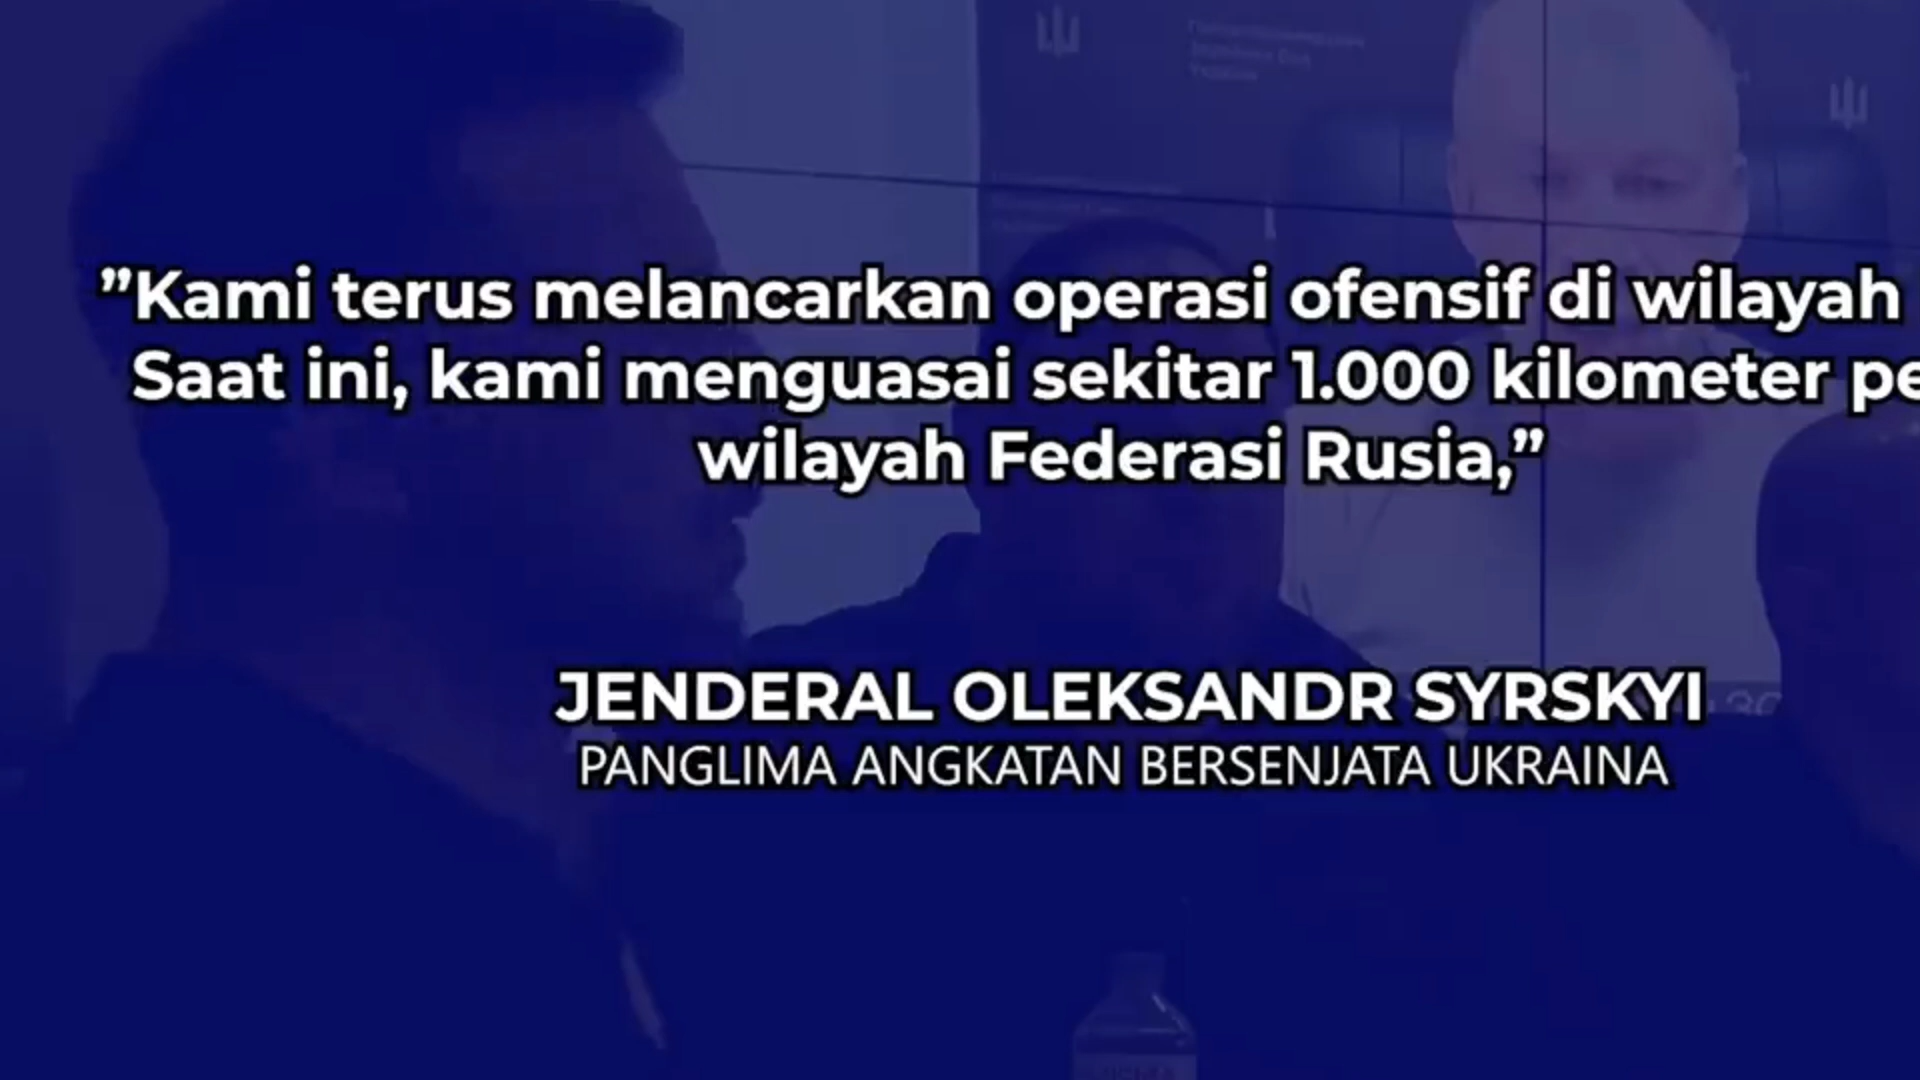 ”Kami terus melancarkan operasi ofensif di wilayah
Saat ini, kami menguasai sekitar 1.000 kilometer pe
wilayah Federasi Rusia,”
JENDERAL OLEKSANDR SYRSKYI
PANGLIMA ANGKATAN BERSENJATA UKRAINA